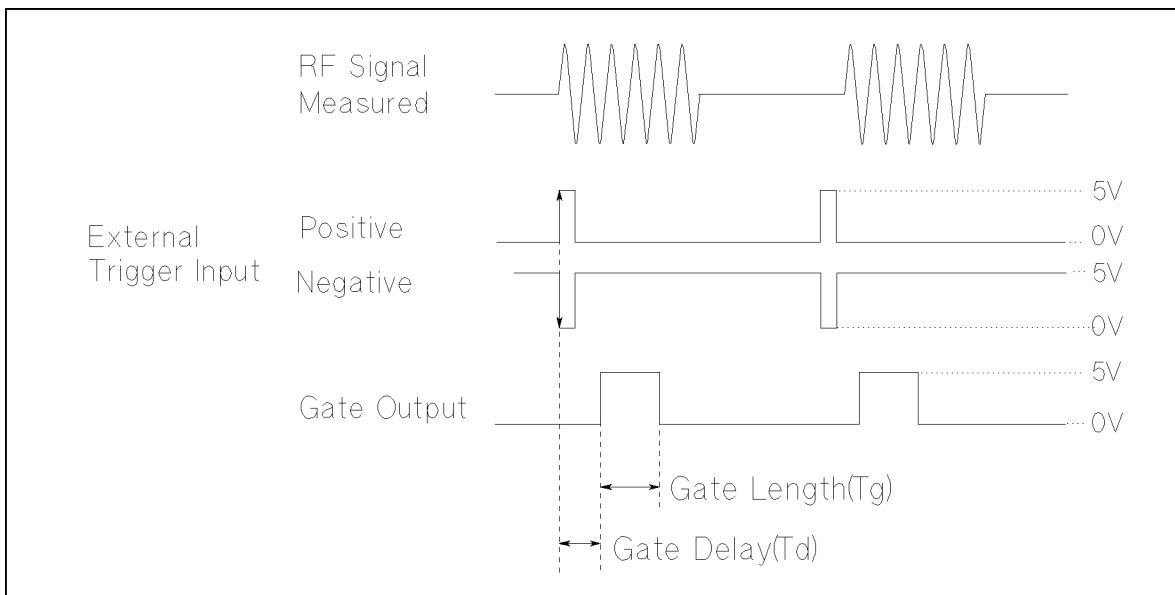 RF Signal
Measured
External
Trigger Input
Positive
Negative
5V
0V
5V
0V
Gate Output
5V
0V
Gate Length(Tg)
Gate Delay(Td)